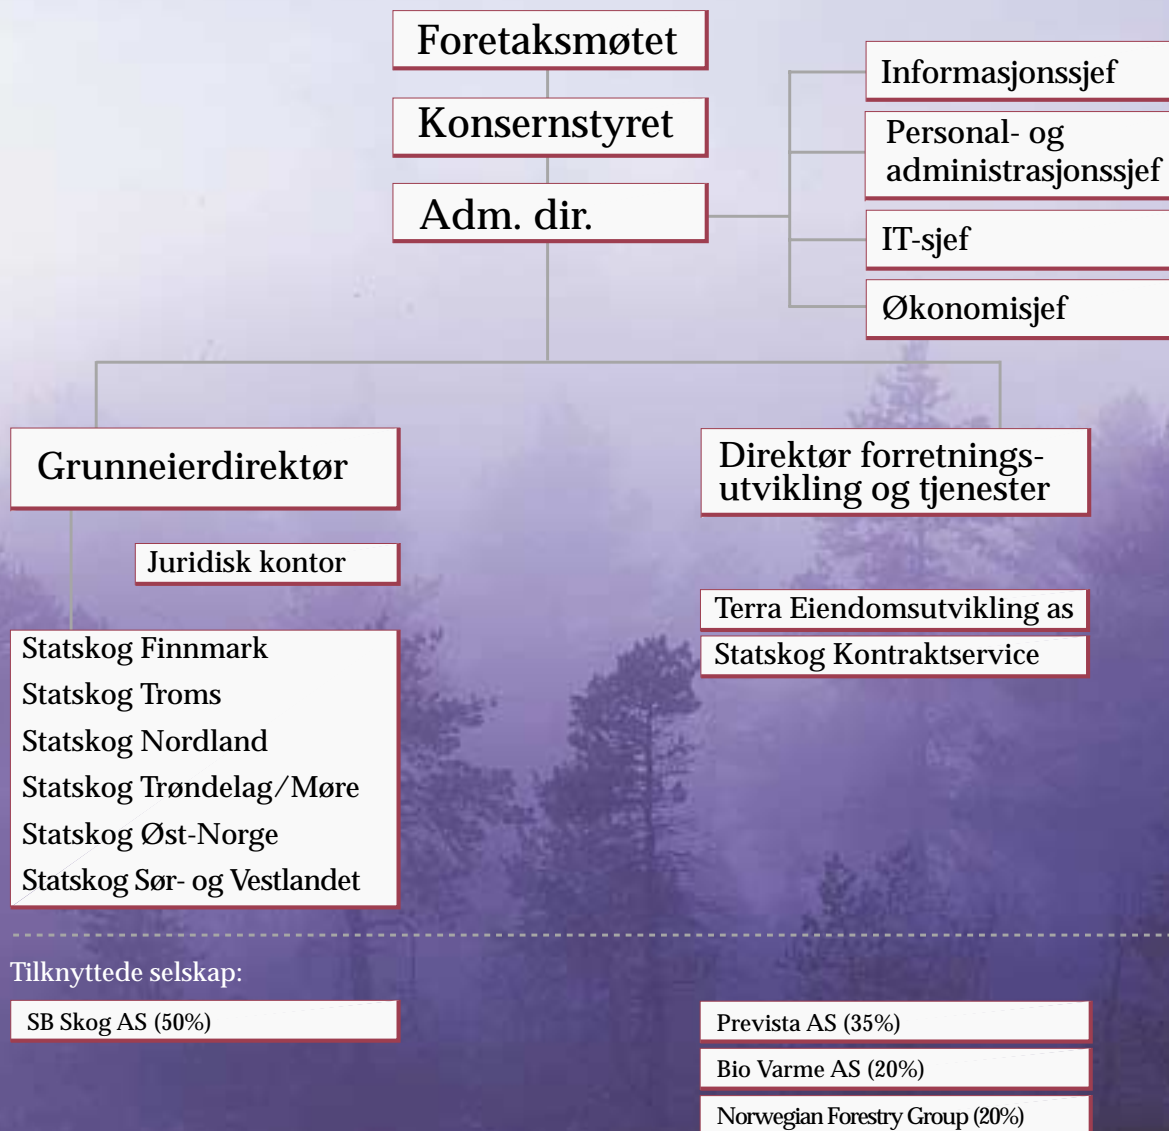 Foretaksmøtet
Konsernstyret
Adm. dir.
Informasjonssjef
Personal- og
administrasjonssjef
IT-sjef
Økonomisjef
Grunneierdirektør
Juridisk kontor
Statskog Finnmark
Statskog Troms
Statskog Nordland
Statskog Trøndelag/Møre
Statskog Øst-Norge
Statskog Sør- og Vestlandet
Direktør forretnings-
utvikling og tjenester
Terra Eiendomsutvikling as
Statskog Kontraktservice
Tilknyttede selskap:
SB Skog AS (50%)
Prevista AS (35%)
Bio Varme AS (20%)
Norwegian Forestry Group (20%)